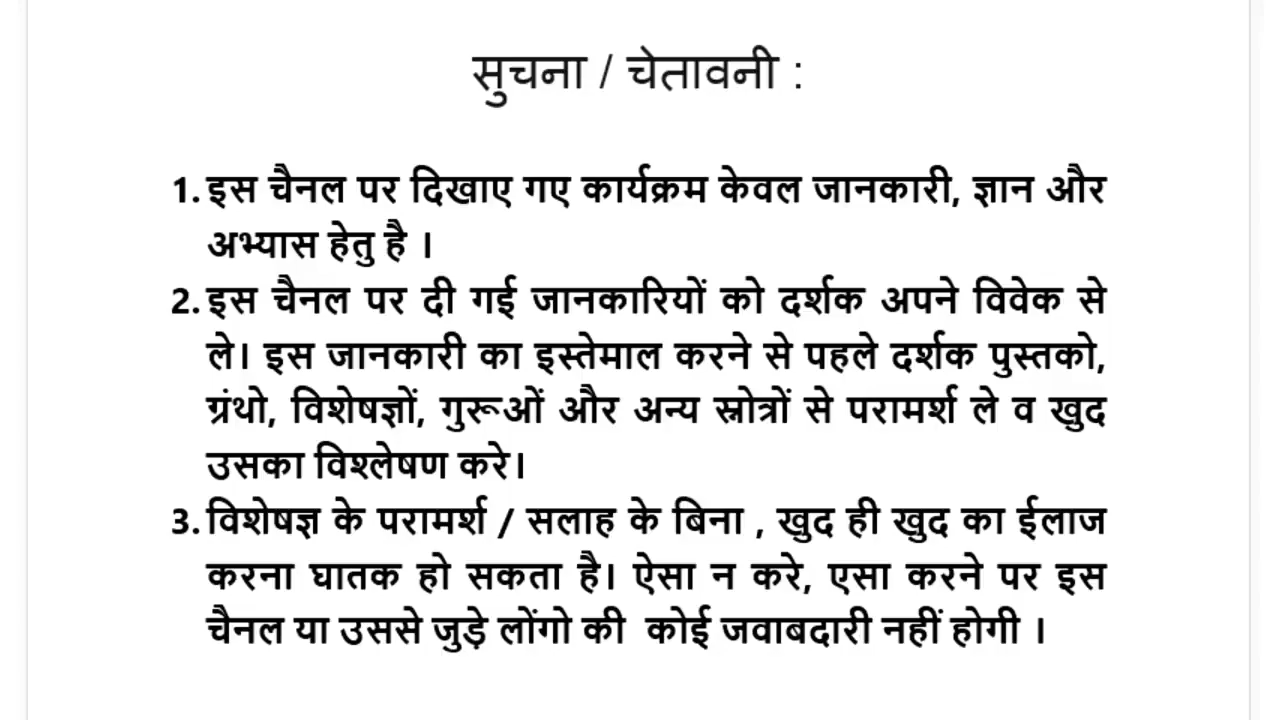 सुचना / चेतावनी :
1. इस चैनल पर दिखाए गए कार्यक्रम केवल जानकारी, ज्ञान और
अभ्यास हेतु है ।
2. इस चैनल पर दी गई जानकारियों को दर्शक अपने विवेक से
ले। इस जानकारी का इस्तेमाल करने से पहले दर्शक पुस्तको,
ग्रंथो, विशेषज्ञों, गुरूओं और अन्य स्रोत्रों से परामर्श ले व खुद
उसका विश्लेषण करे।
3. विशेषज्ञ के परामर्श / सलाह के बिना , खुद ही खुद का ईलाज
करना घातक हो सकता है। ऐसा न करे, एसा करने पर इस
चैनल या उससे जुड़े लोंगो की कोई जवाबदारी नहीं होगी ।